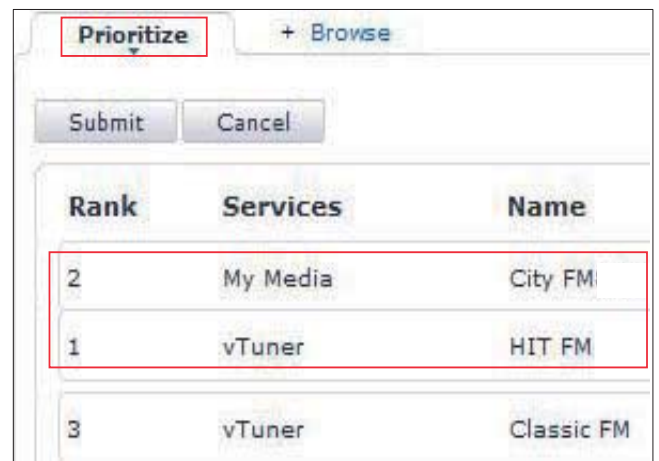 Prioritize + Browse
Submit Cancel
Rank Services Name
2 My Media City FM
1 vTuner HIT FM
3 vTuner Classic FM